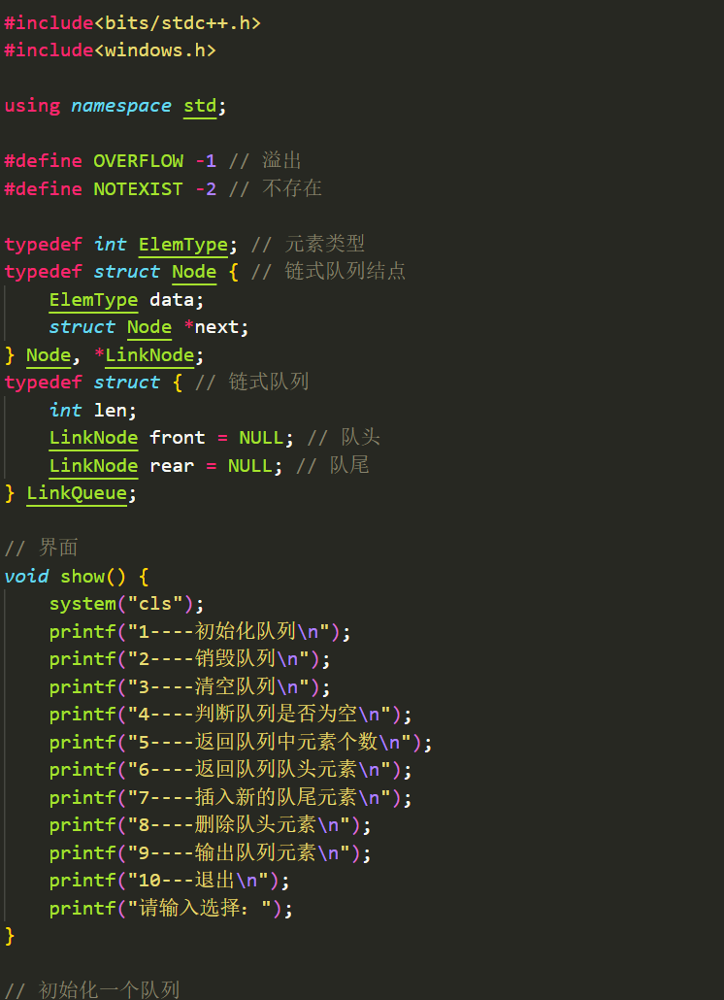 #include<bits/stdc++.h>
#include<windows.h>
using namespace std;
#define OVERFLOW -1 // 溢出
#define NOTEXIST -2 // 不存在
typedef int ElemType; // 元素类型
typedef struct Node { // 链式队列结点
    ElemType data;
    struct Node *next;
} Node, *LinkNode;
typedef struct { // 链式队列
    int len;
    LinkNode front = NULL; // 队头
    LinkNode rear = NULL; // 队尾
} LinkQueue;
// 界面
void show() {
    system("cls");
    printf("1----初始化队列\n");
    printf("2----销毁队列\n");
    printf("3----清空队列\n");
    printf("4----判断队列是否为空\n");
    printf("5----返回队列中元素个数\n");
    printf("6----返回队列队头元素\n");
    printf("7----插入新的队尾元素\n");
    printf("8----删除队头元素\n");
    printf("9----输出队列元素\n");
    printf("10---退出\n");
    printf("请输入选择：");
}
// 初始化一个队列